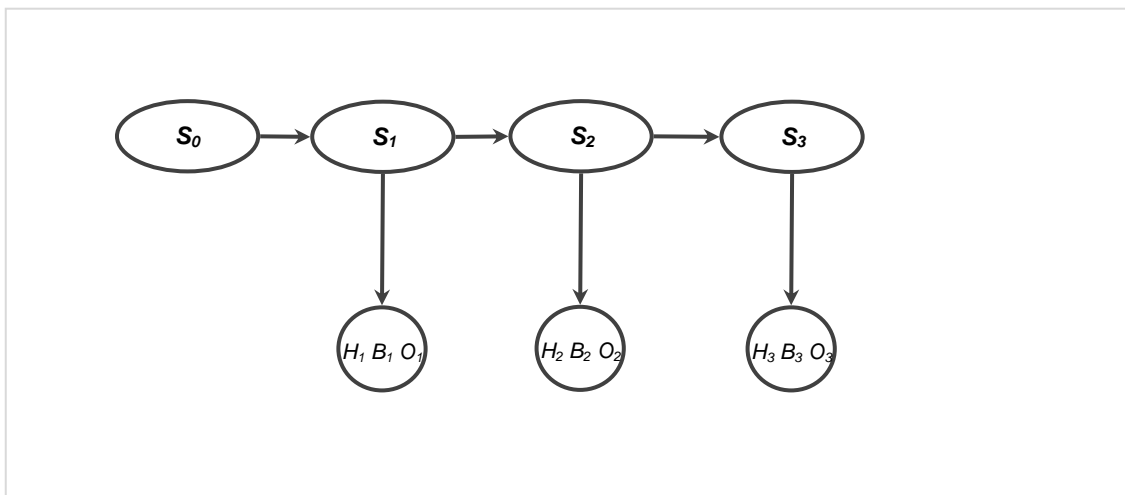 S₀ S₁ S₂ S₃
H₁ B₁ O₁ H₂ B₂ O₂ H₃ B₃ O₃